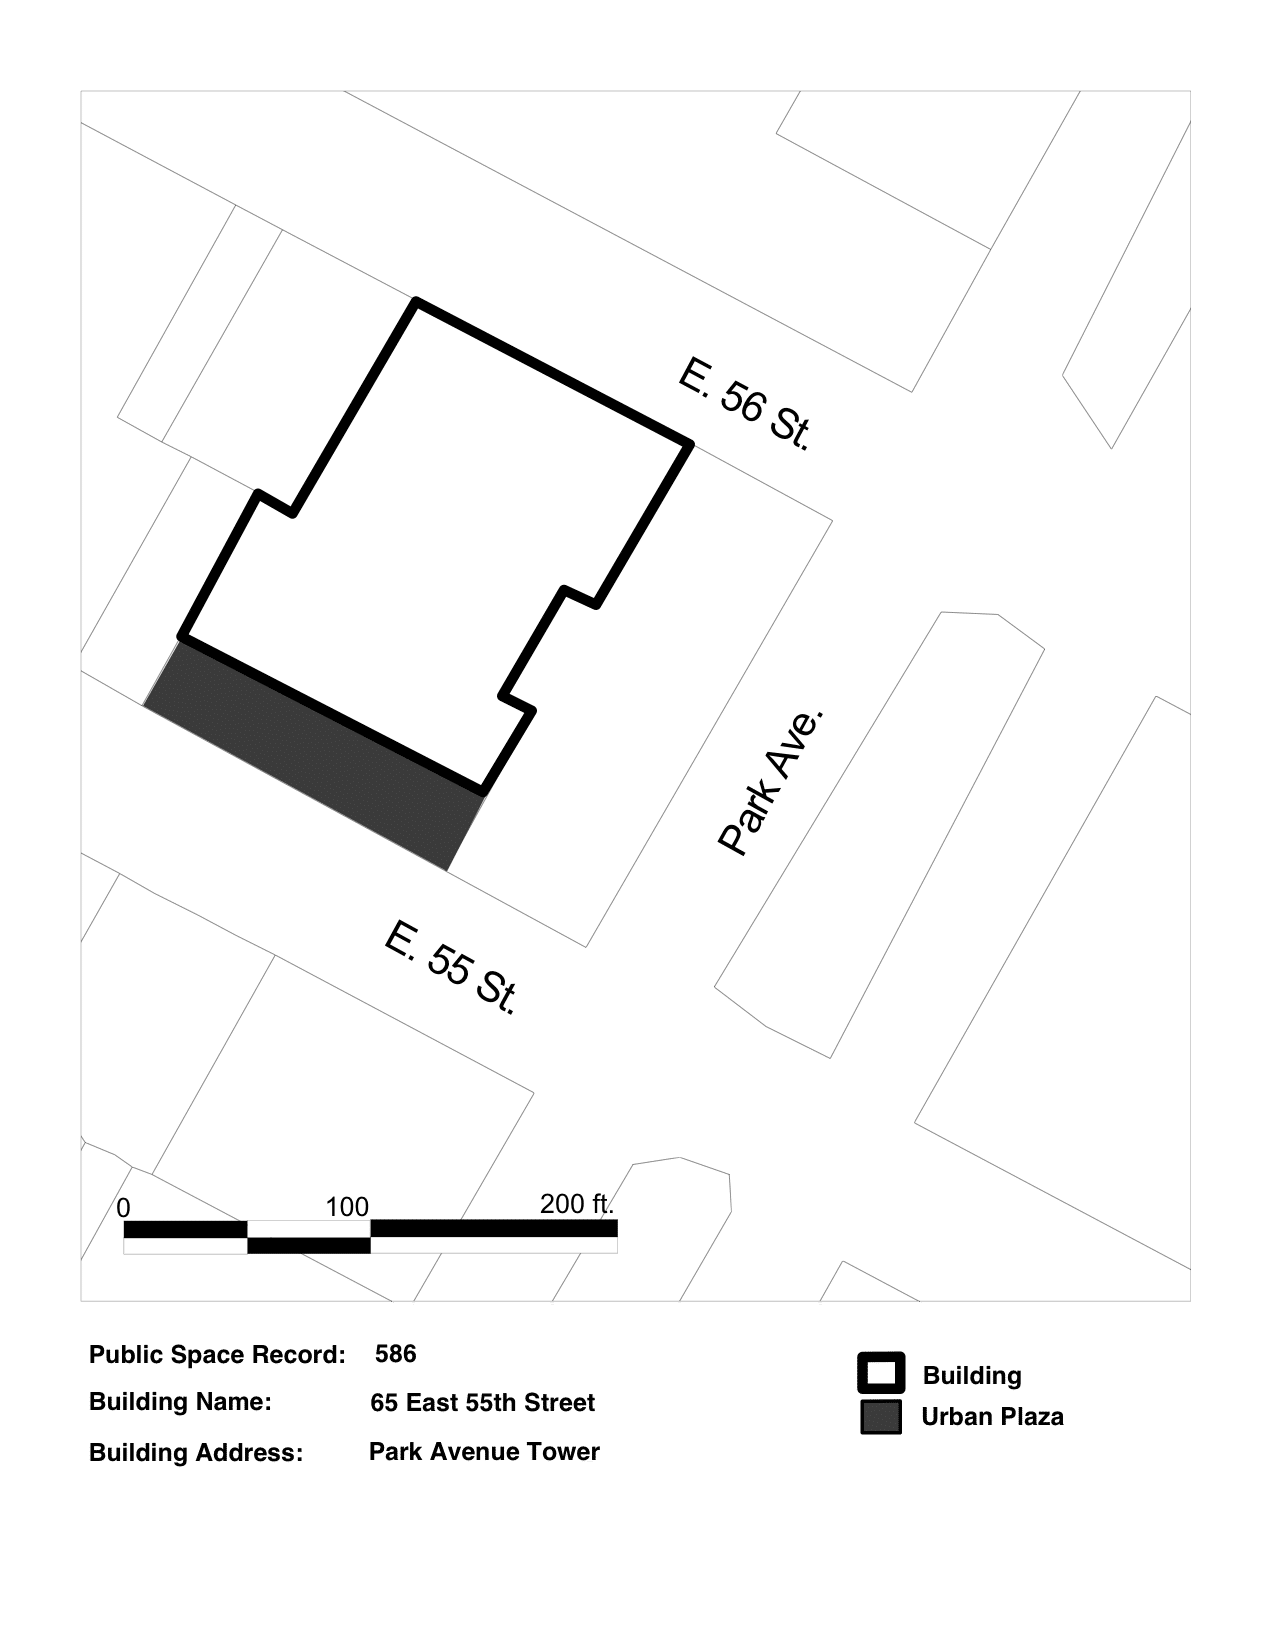 E. 56 St.
Park Ave.
E. 55 St.
0 100 200 ft.
Public Space Record: 586
Building Name: 65 East 55th Street
Building Address: Park Avenue Tower
Building
Urban Plaza